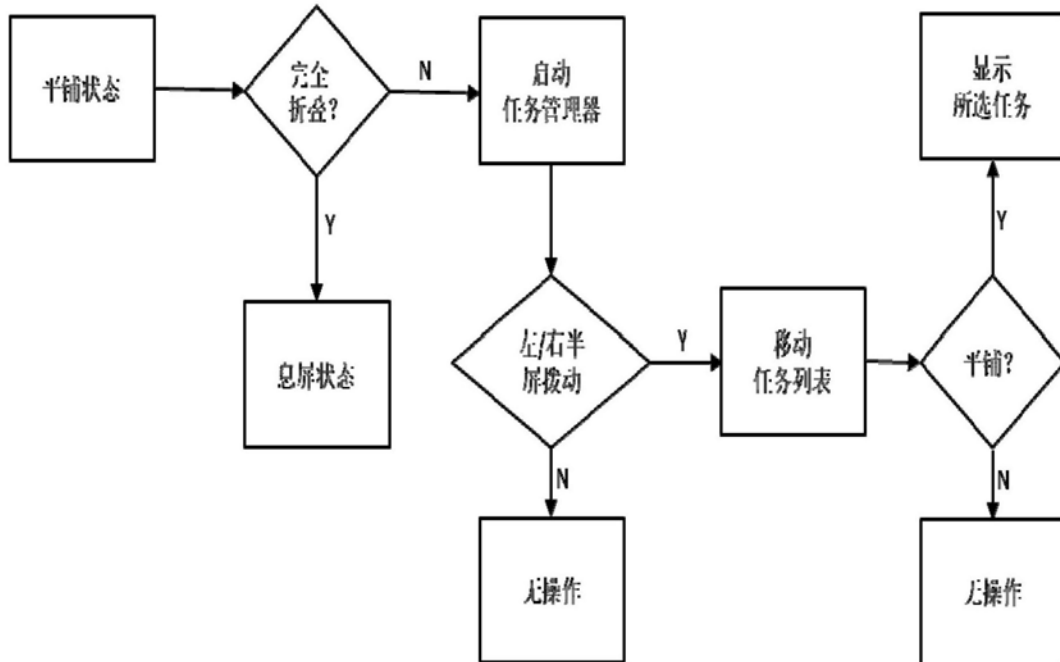 平铺状态
完全
折叠?
N
启动
任务管理器
显示
所选任务
Y
Y
息屏状态
左/右半
屏拨动
Y
移动
任务列表
平铺?
N
N
无操作
无操作